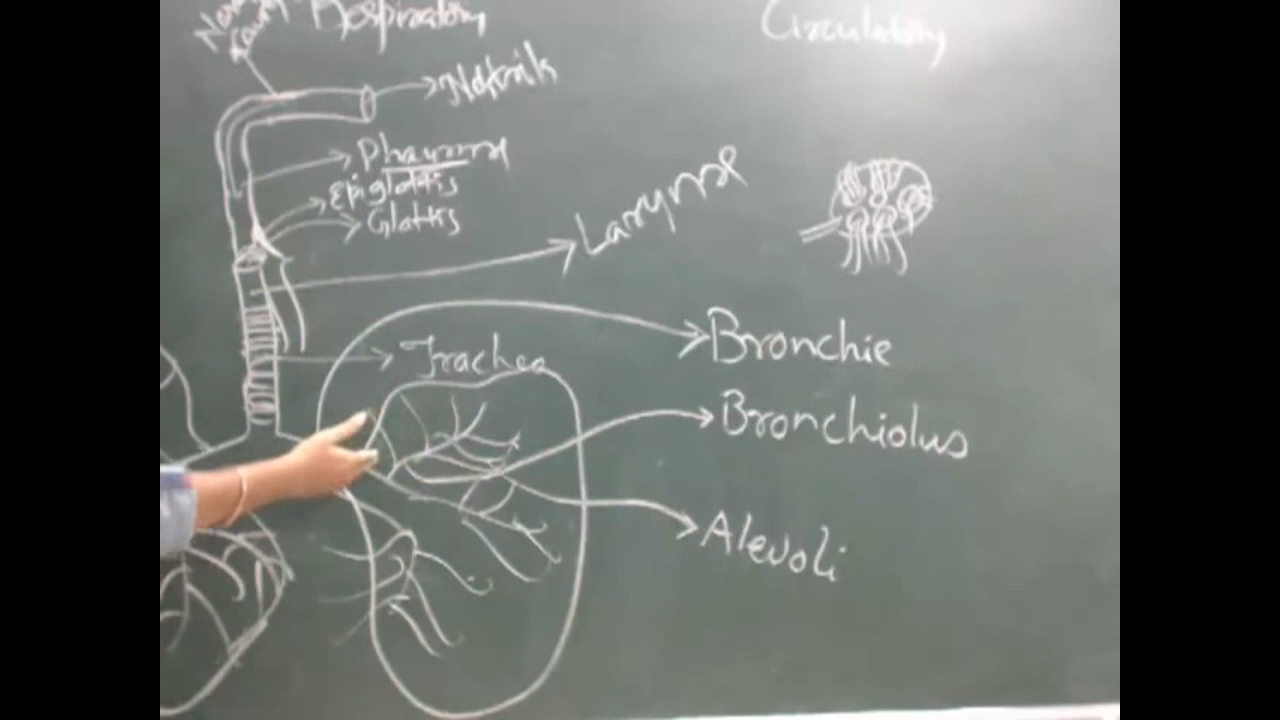 Respiratory
Circulatory
Nostrils
Pharynx
Epiglottis
Glottis
Larynx
Bronchie
Trachea
Bronchiolus
Alevoli